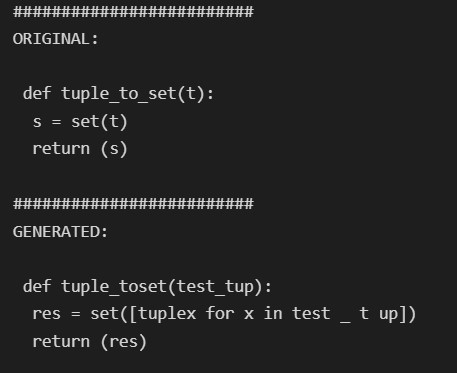 #########################
ORIGINAL:
def tuple_to_set(t):
s = set(t)
return (s)
#########################
GENERATED:
def tuple_toset(test_tup):
res = set([tuplex for x in test _ t up])
return (res)